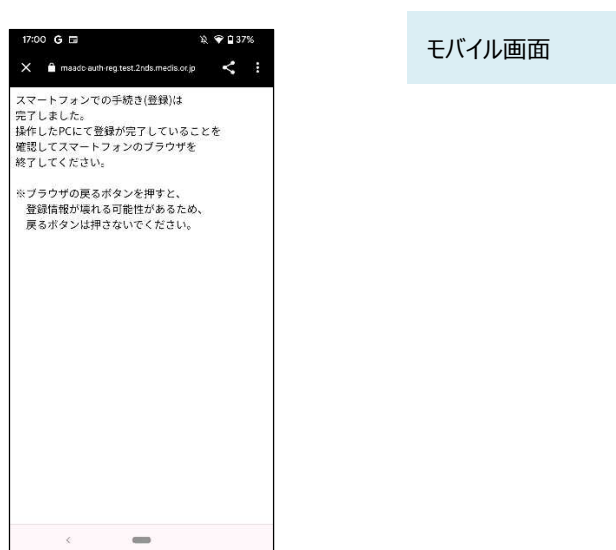 17:00 G 37%
maadc-auth-reg.test.2nds.medis.or.jp
モバイル画面
スマートフォンでの手続き(登録)は
完了しました。
操作したPCにて登録が完了していることを
確認してスマートフォンのブラウザを
終了してください。
※ブラウザの戻るボタンを押すと、
登録情報が壊れる可能性があるため、
戻るボタンは押さないでください。